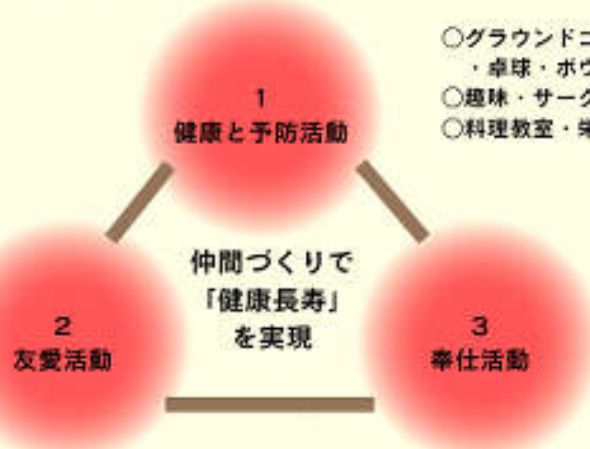 1
健康と予防活動
○グラウンドゴ
・卓球・ボウ
○趣味・サーク
○料理教室・栄
仲間づくりで
「健康長寿」
を実現
2
友愛活動
3
奉仕活動